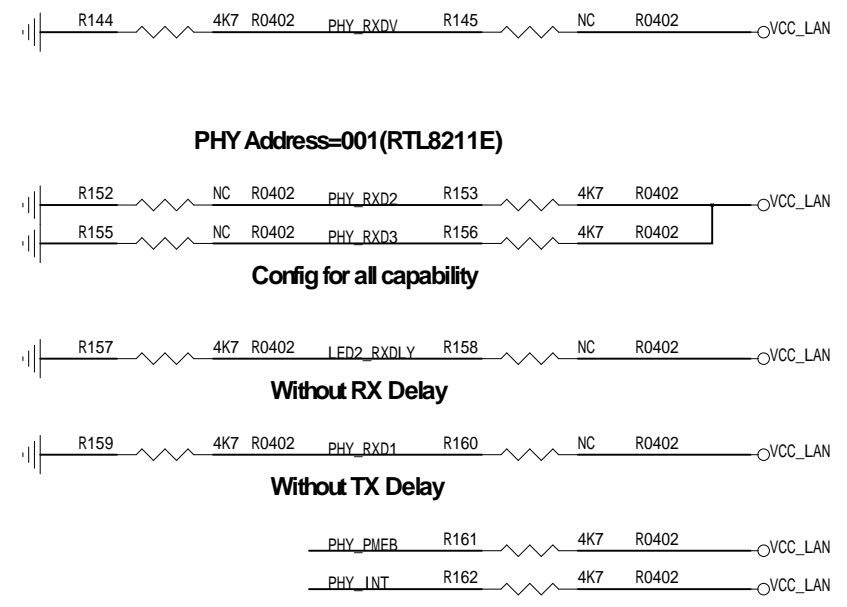 R144 4K7 R0402 PHY_RXDV R145 NC R0402 VCC_LAN
PHY Address=001(RTL8211E)
R152 NC R0402 PHY_RXD2 R153 4K7 R0402 VCC_LAN
R155 NC R0402 PHY_RXD3 R156 4K7 R0402
Config for all capability
R157 4K7 R0402 LED2_RXDLY R158 NC R0402 VCC_LAN
Without RX Delay
R159 4K7 R0402 PHY_RXD1 R160 NC R0402 VCC_LAN
Without TX Delay
PHY_PMEB R161 4K7 R0402 VCC_LAN
PHY_INT R162 4K7 R0402 VCC_LAN